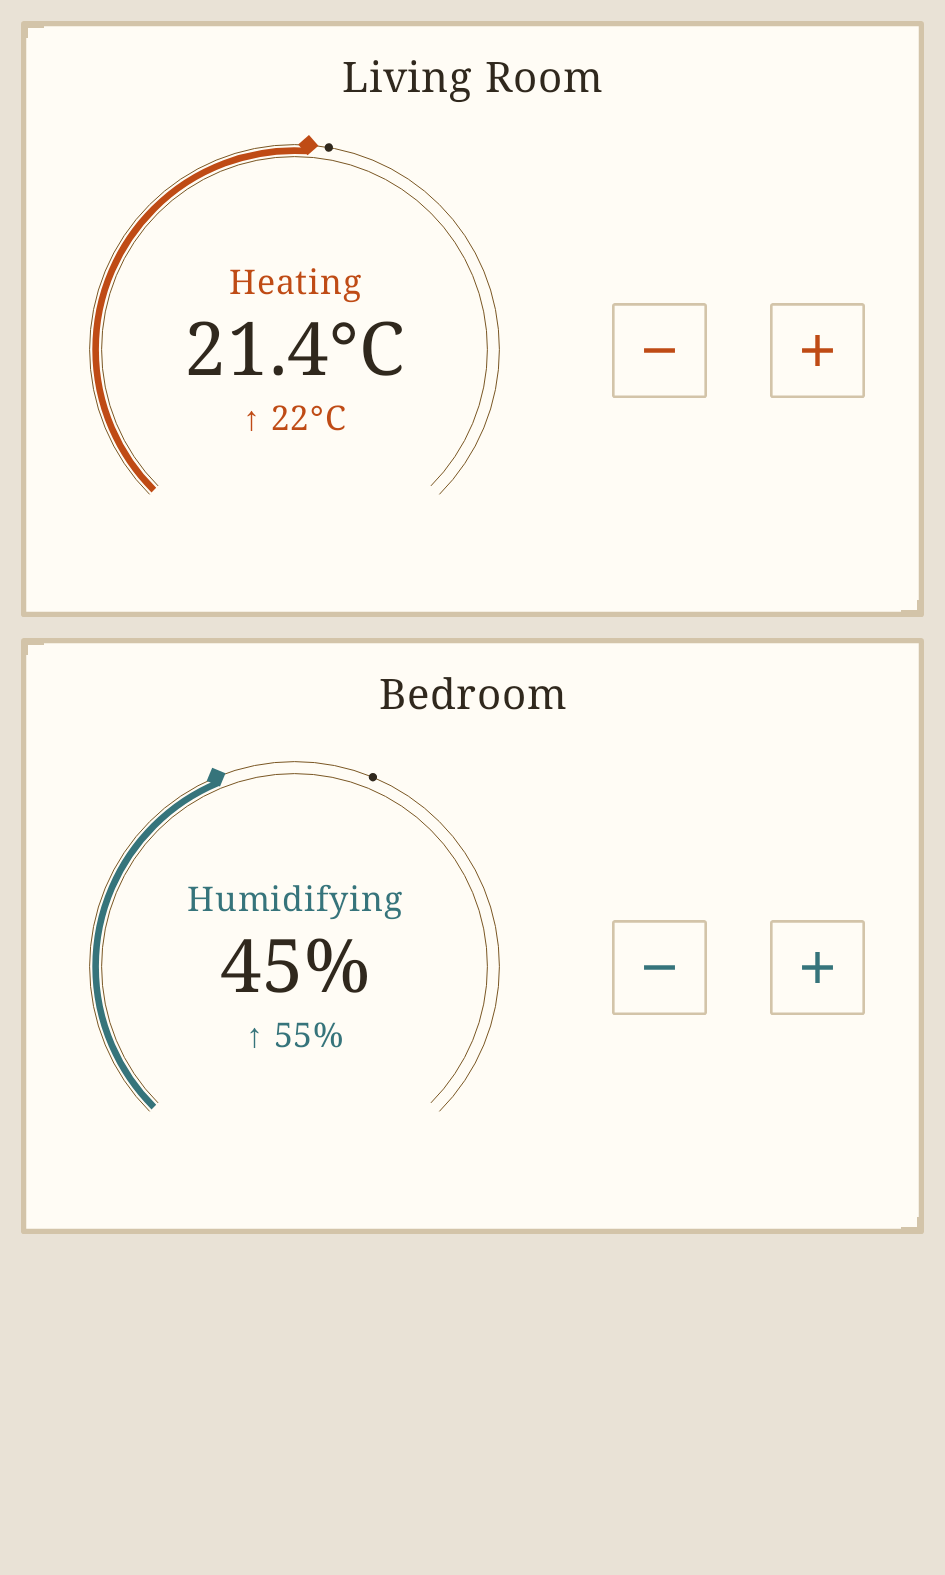 Living Room
Heating
21.4°C
↑ 22°C
Bedroom
Humidifying
45%
↑ 55%